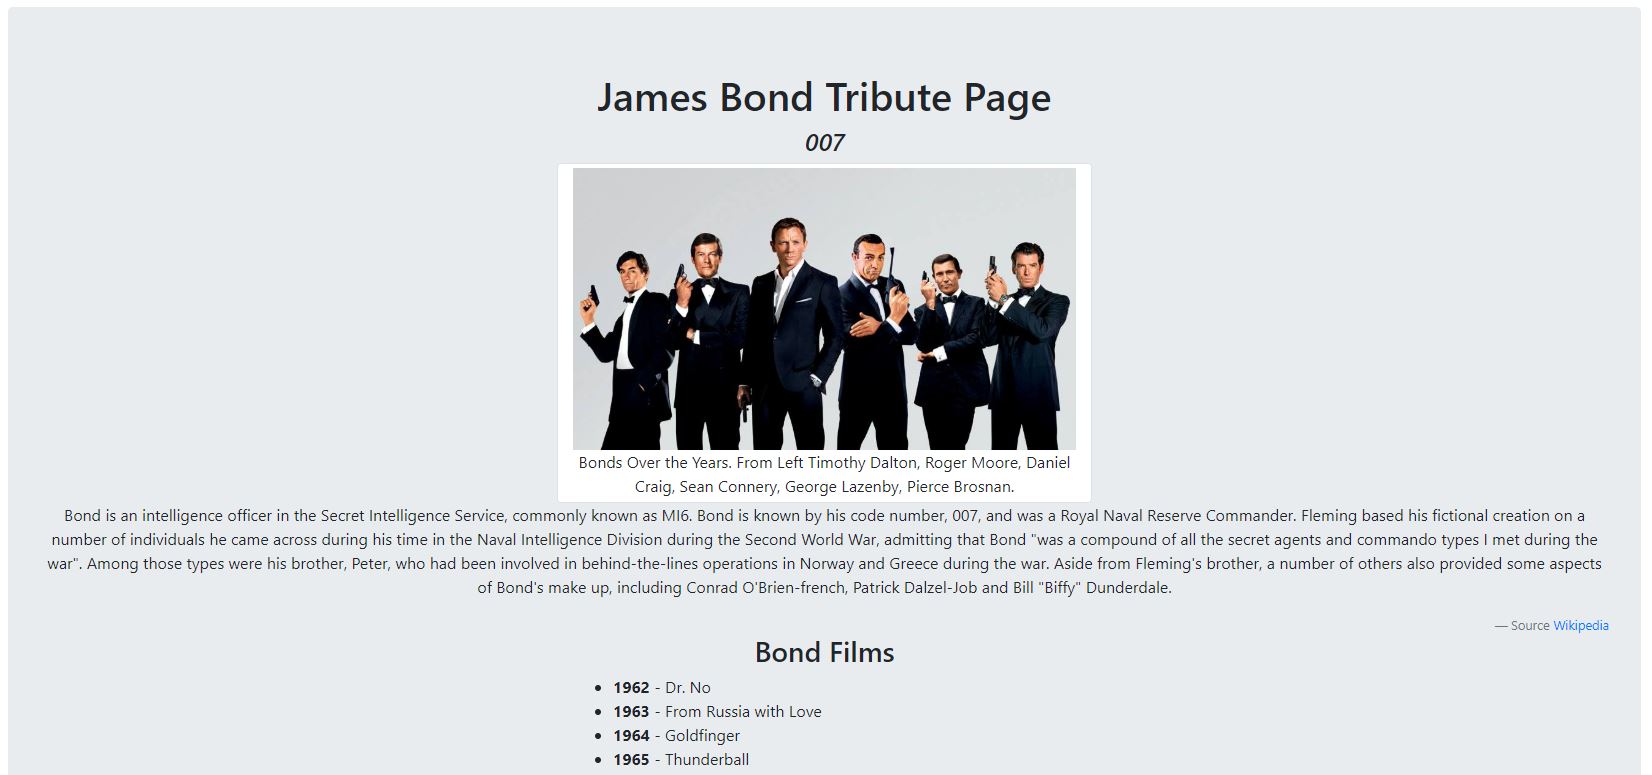 James Bond Tribute Page
007
Bonds Over the Years. From Left Timothy Dalton, Roger Moore, Daniel
Craig, Sean Connery, George Lazenby, Pierce Brosnan.
Bond is an intelligence officer in the Secret Intelligence Service, commonly known as MI6. Bond is known by his code number, 007, and was a Royal Naval Reserve Commander. Fleming based his fictional creation on a
number of individuals he came across during his time in the Naval Intelligence Division during the Second World War, admitting that Bond "was a compound of all the secret agents and commando types I met during the
war". Among those types were his brother, Peter, who had been involved in behind-the-lines operations in Norway and Greece during the war. Aside from Fleming's brother, a number of others also provided some aspects
of Bond's make up, including Conrad O'Brien-french, Patrick Dalzel-Job and Bill "Biffy" Dunderdale.
— Source Wikipedia
Bond Films
• 1962 - Dr. No
• 1963 - From Russia with Love
• 1964 - Goldfinger
• 1965 - Thunderball